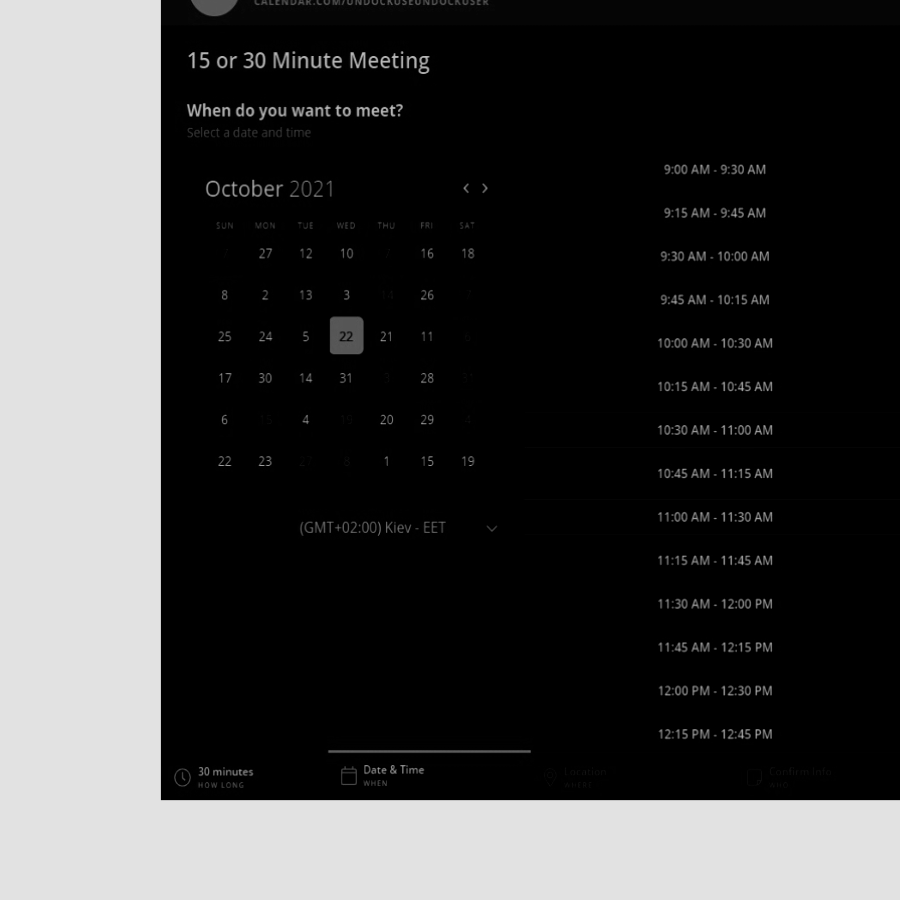 CALENDAR.COM/UNDOCKUSEUNDOCKUSER
15 or 30 Minute Meeting
When do you want to meet?
Select a date and time
October 2021
SUN MON TUE WED THU FRI SAT
27 12 10 16 18
8 2 13 3 14 26
25 24 5 22 21 11 6
17 30 14 31 28
6 15 4 19 20 29 4
22 23 27 8 1 15 19
(GMT+02:00) Kiev - EET
9:00 AM - 9:30 AM
9:15 AM - 9:45 AM
9:30 AM - 10:00 AM
9:45 AM - 10:15 AM
10:00 AM - 10:30 AM
10:15 AM - 10:45 AM
10:30 AM - 11:00 AM
10:45 AM - 11:15 AM
11:00 AM - 11:30 AM
11:15 AM - 11:45 AM
11:30 AM - 12:00 PM
11:45 AM - 12:15 PM
12:00 PM - 12:30 PM
12:15 PM - 12:45 PM
30 minutes
HOW LONG
Date & Time
WHEN
Location
WHERE
Confirm Info
WHO